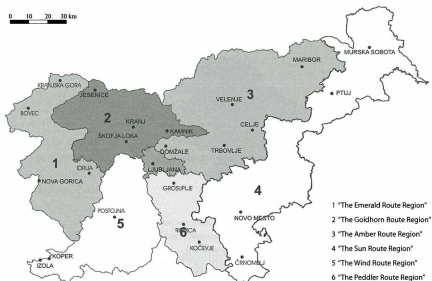 0 10 20 30 km
MURSKA SOBOTA
MARIBOR
KRANJSKA GORA
JESENICE
PTUJ
VELENJE
3
BOVEC
2
KRANJ
ŠKOFJA LOKA
KAMNIK
CELJE
DOMŽALE
TRBOVLJE
1
IDRIJA
LJUBLJANA
NOVA GORICA
GROSUPLJE
4
POSTOJNA
5
NOVO MESTO
6
RIBNICA
KOČEVJE
KOPER
IZOLA
ČRNOMELJ
1 "The Emerald Route Region"
2 "The Goldhorn Route Region"
3 "The Amber Route Region"
4 "The Sun Route Region"
5 "The Wind Route Region"
6 "The Peddler Route Region"